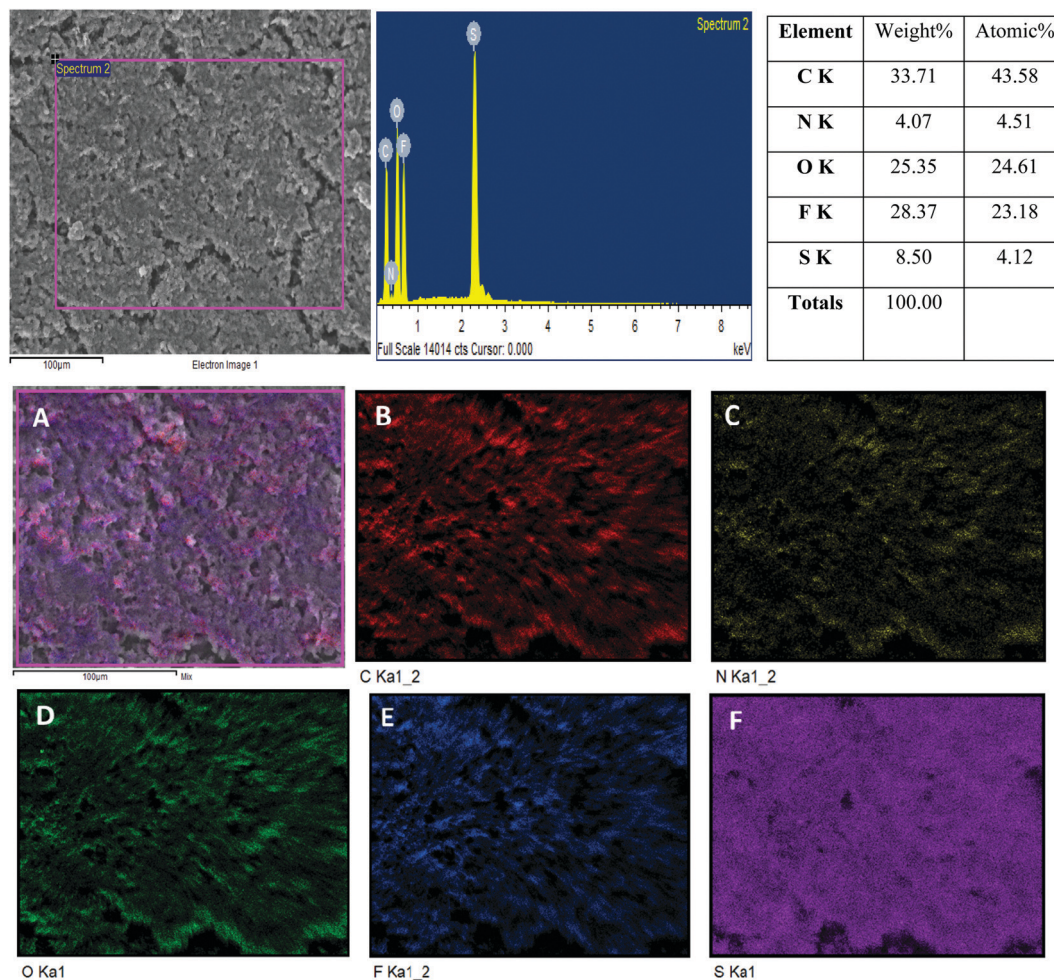 Spectrum 2
100µm
Electron Image 1
Spectrum 2
S
O
C
F
N
1 2 3 4 5 6 7 8
Full Scale 14014 cts Cursor: 0.000
keV
Element Weight% Atomic%
C K 33.71 43.58
N K 4.07 4.51
O K 25.35 24.61
F K 28.37 23.18
S K 8.50 4.12
Totals 100.00
A
100µm
Mix
B
C Ka1_2
C
N Ka1_2
D
O Ka1
E
F Ka1_2
F
S Ka1